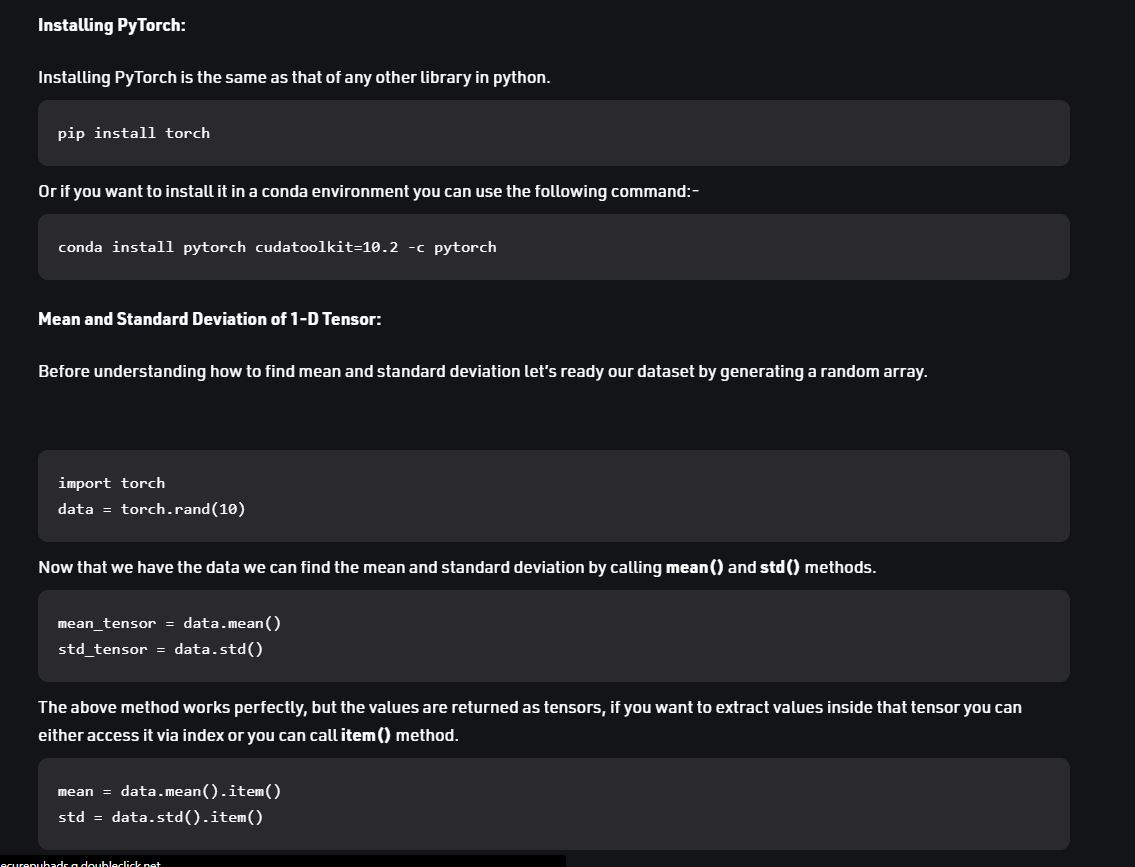 Installing PyTorch:
Installing PyTorch is the same as that of any other library in python.
pip install torch
Or if you want to install it in a conda environment you can use the following command:-
conda install pytorch cudatoolkit=10.2 -c pytorch
Mean and Standard Deviation of 1-D Tensor:
Before understanding how to find mean and standard deviation let's ready our dataset by generating a random array.
import torch
data = torch.rand(10)
Now that we have the data we can find the mean and standard deviation by calling mean() and std() methods.
mean_tensor = data.mean()
std_tensor = data.std()
The above method works perfectly, but the values are returned as tensors, if you want to extract values inside that tensor you can
either access it via index or you can call item() method.
mean = data.mean().item()
std = data.std().item()
ecurepubads.g.doubleclick.net